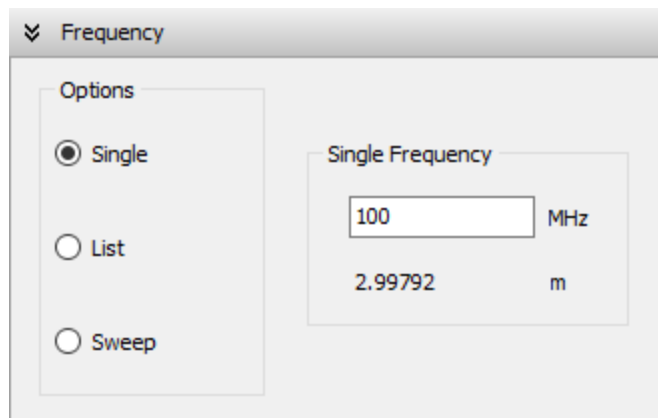 Frequency
Options
Single
List
Sweep
Single Frequency
100 MHz
2.99792 m